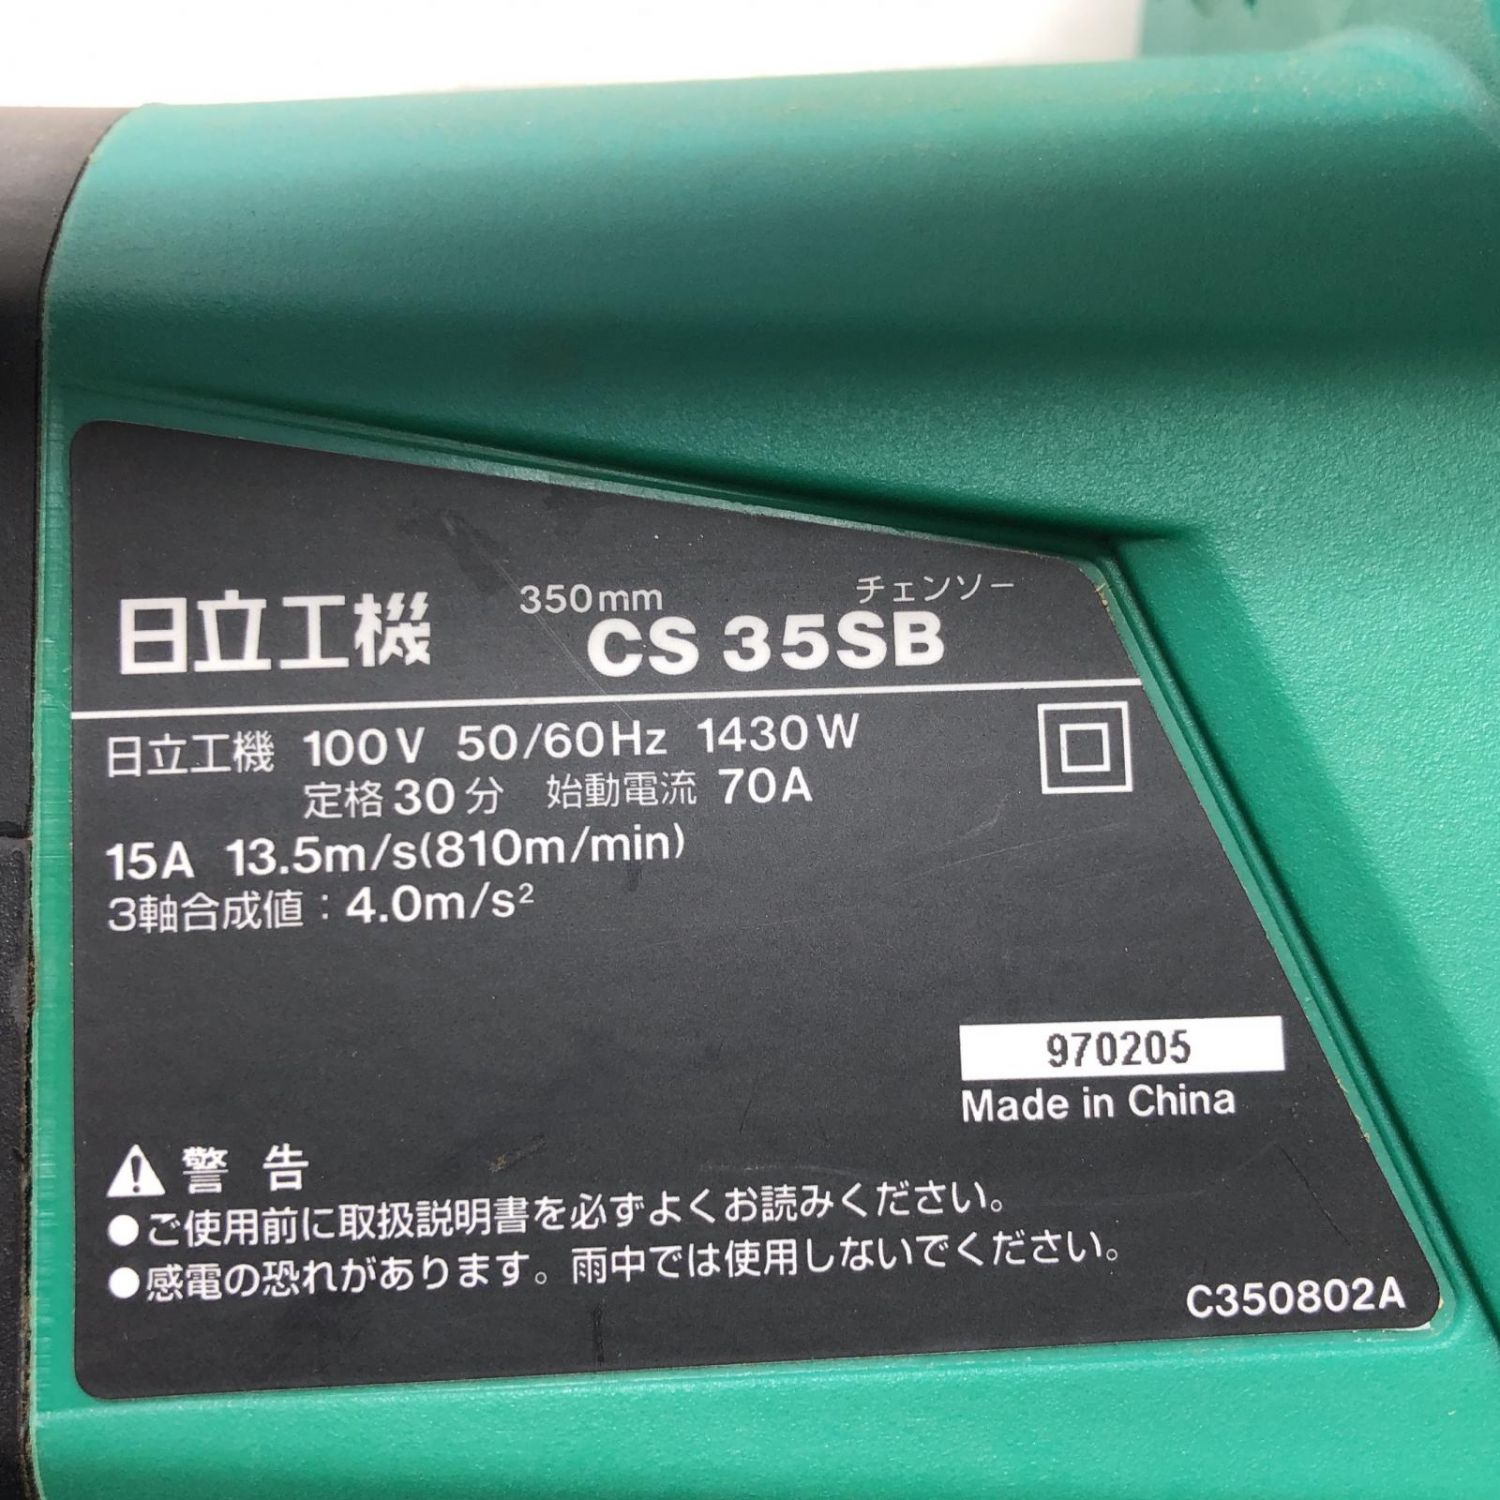 日立工機 350mm チェンソー
CS 35SB
日立工機 100V 50/60Hz 1430W
定格30分 始動電流 70A
15A 13.5m/s(810m/min)
3軸合成値：4.0m/s²
970205
Made in China
警 告
●ご使用前に取扱説明書を必ずよくお読みください。
●感電の恐れがあります。雨中では使用しないでください。
C350802A